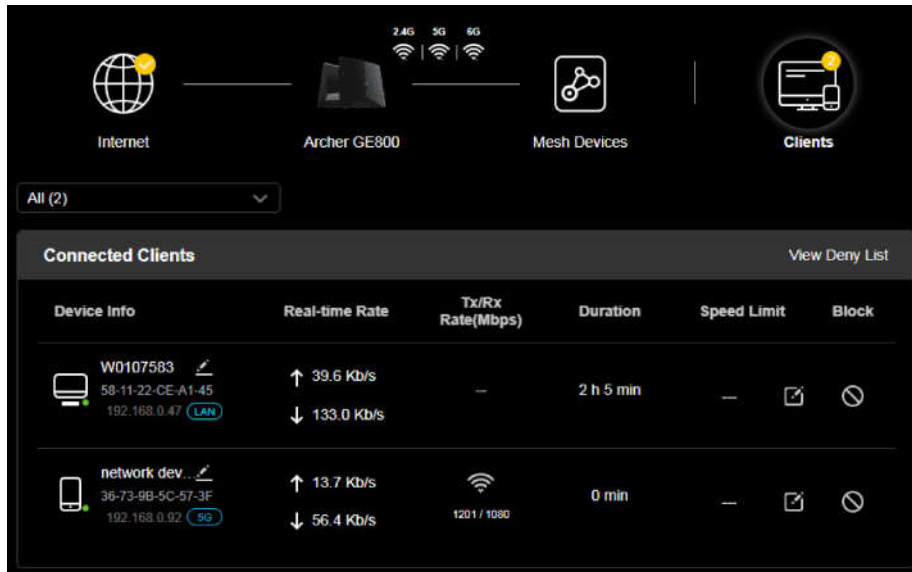 2.4G 5G 6G
2
Internet Archer GE800 Mesh Devices Clients
All (2)
Connected Clients View Deny List
Device Info Real-time Rate Tx/Rx Rate(Mbps) Duration Speed Limit Block
W0107583
58-11-22-CE-A1-45
192.168.0.47 LAN
↑ 39.6 Kb/s
↓ 133.0 Kb/s
---
2 h 5 min
---
network dev...
36-73-9B-5C-57-3F
192.168.0.92 5G
↑ 13.7 Kb/s
↓ 56.4 Kb/s
1201 / 1080
0 min
---